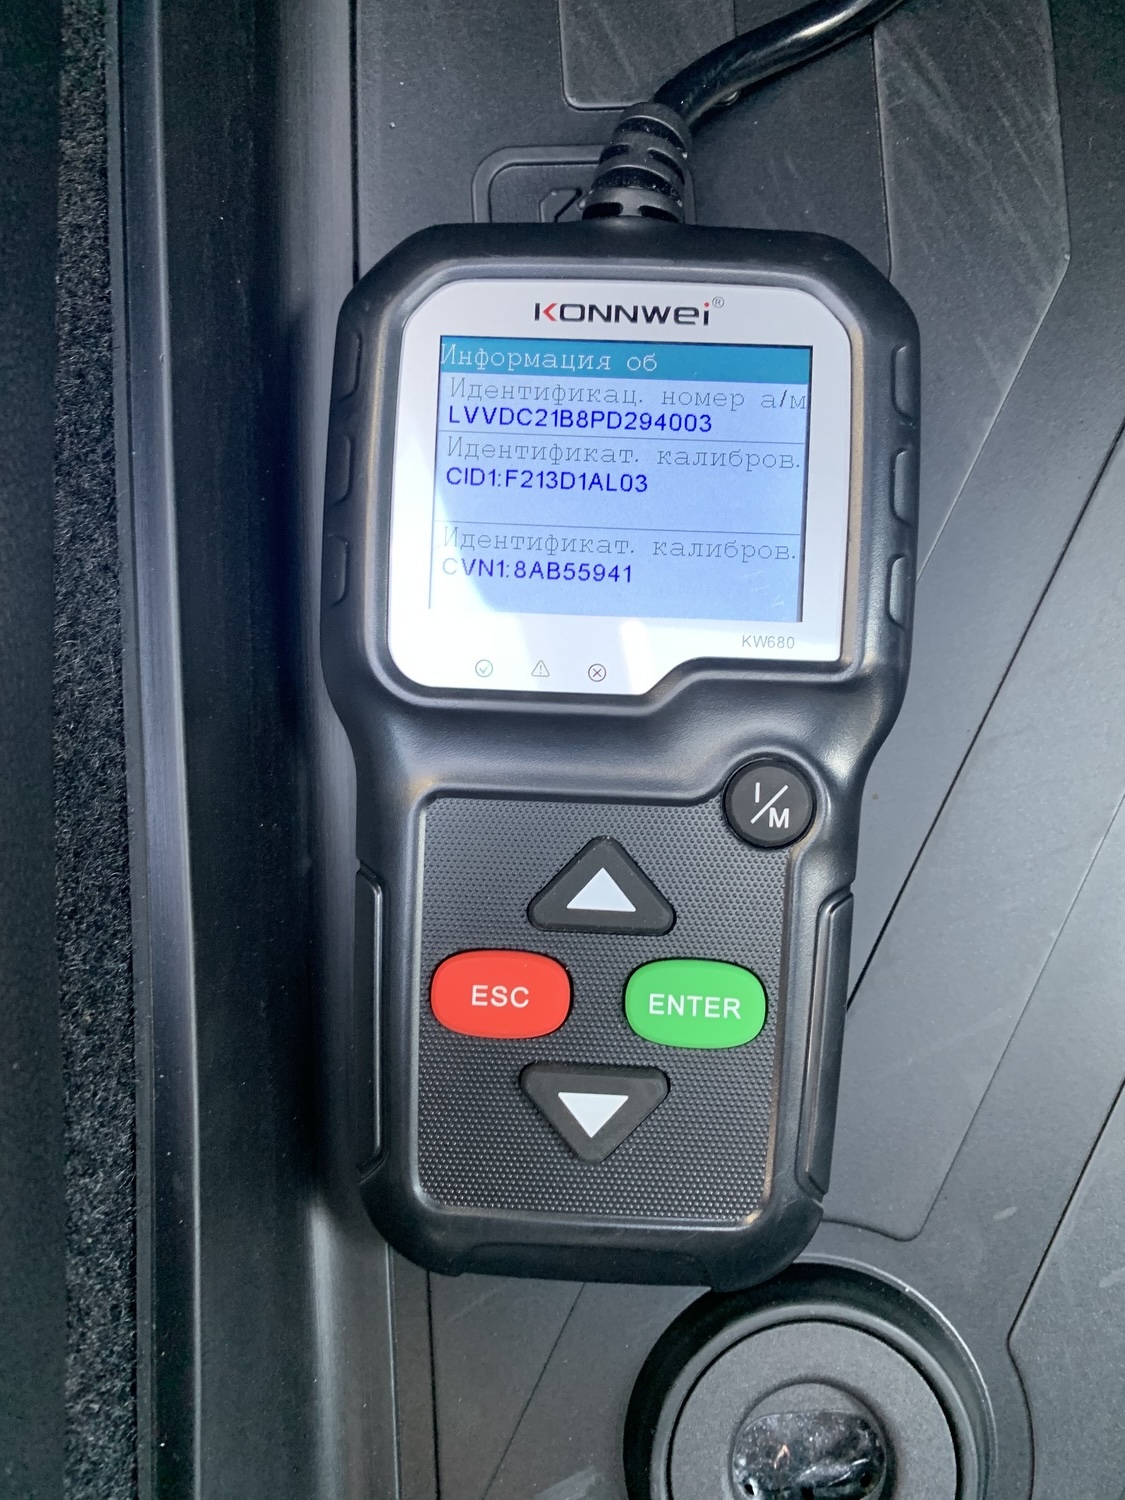 KONNWEI®
Информация об
Идентификац. номер а/м
LVVDC21B8PD294003
Идентификат. калибров.
CID1:F213D1AL03
Идентификат. калибров.
CVN1:8AB55941
KW680
I/M
ESC
ENTER